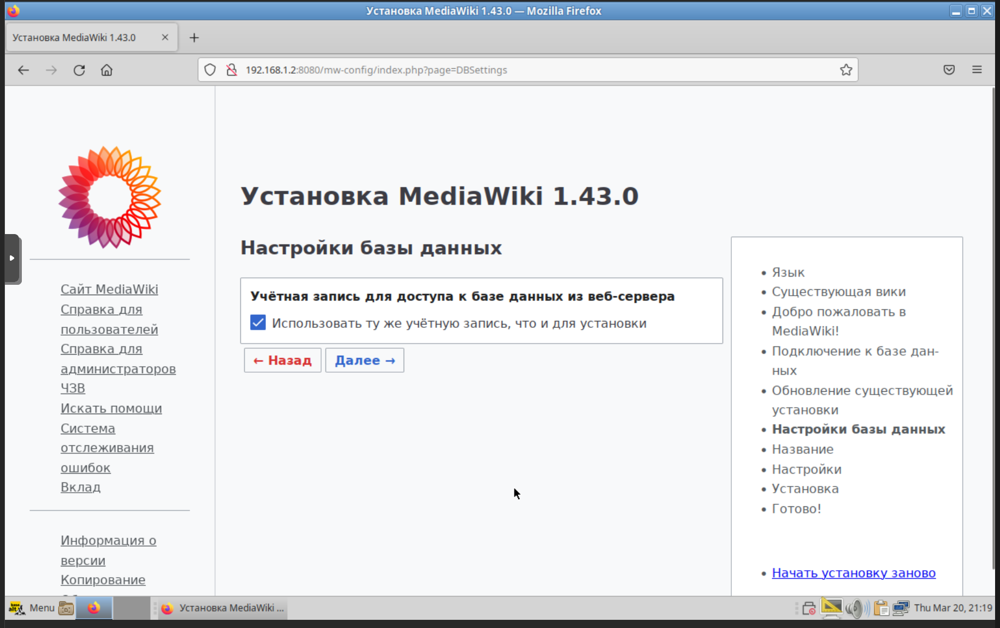 Установка MediaWiki 1.43.0 — Mozilla Firefox
Установка MediaWiki 1.43.0
192.168.1.2:8080/mw-config/index.php?page=DBSettings
Установка MediaWiki 1.43.0
Настройки базы данных
Учётная запись для доступа к базе данных из веб-сервера
Использовать ту же учётную запись, что и для установки
← Назад
Далее →
Сайт MediaWiki
Справка для
пользователей
Справка для
администраторов
ЧЗВ
Искать помощи
Система
отслеживания
ошибок
Вклад
Информация о
версии
Копирование
Язык
Существующая вики
Добро пожаловать в
MediaWiki!
Подключение к базе дан-
ных
Обновление существующей
установки
Настройки базы данных
Название
Настройки
Установка
Готово!
Начать установку заново
Menu
Установка MediaWiki ...
Thu Mar 20, 21:19